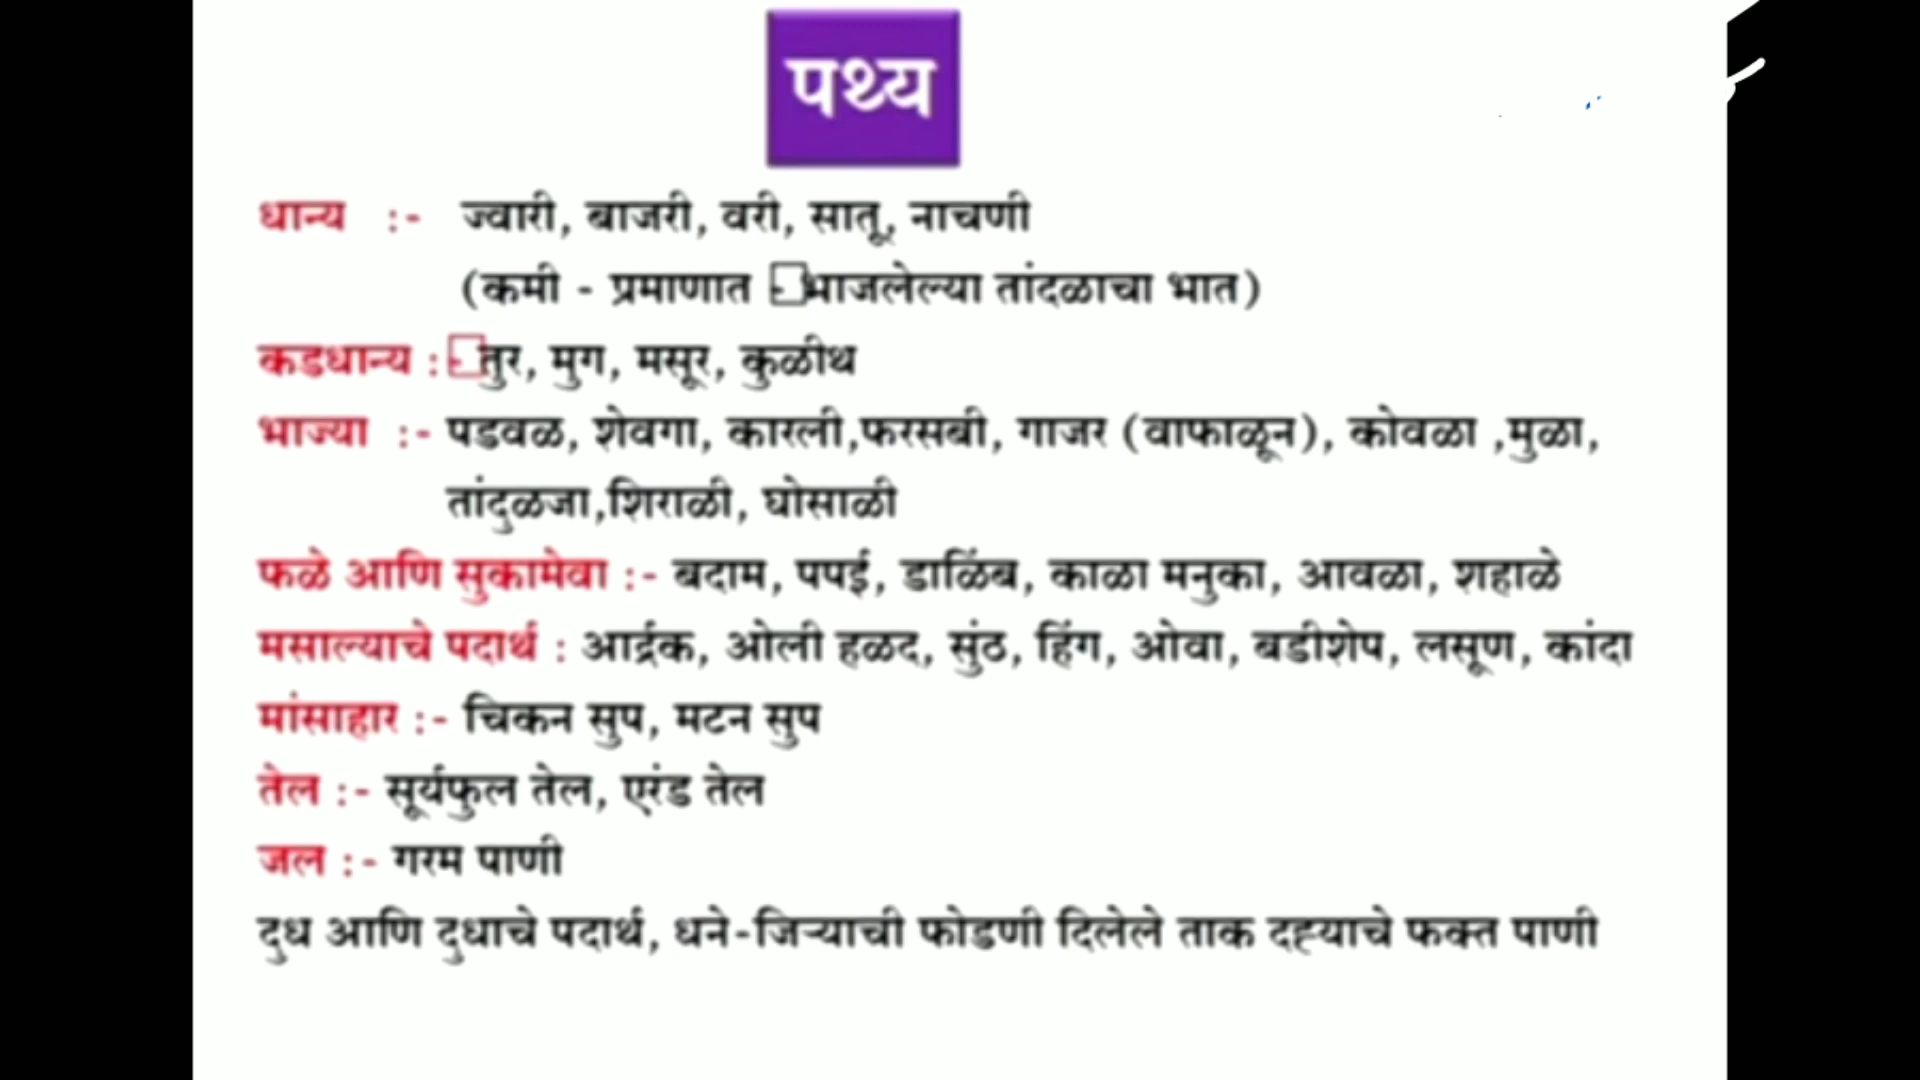 पथ्य
धान्य :- ज्वारी, बाजरी, वरी, सातू, नाचणी
(कमी - प्रमाणात - भाजलेल्या तांदळाचा भात)
कडधान्य :- तुर, मुग, मसूर, कुळीथ
भाज्या :- पडवळ, शेवगा, कारली,फरसबी, गाजर (वाफाळून), कोवळा ,मुळा,
तांदुळजा,शिराळी, घोसाळी
फळे आणि सुकामेवा :- बदाम, पपई, डाळिंब, काळा मनुका, आवळा, शहाळे
मसाल्याचे पदार्थ : आर्द्रक, ओली हळद, सुंठ, हिंग, ओवा, बडीशेप, लसूण, कांदा
मांसाहार :- चिकन सुप, मटन सुप
तेल :- सूर्यफुल तेल, एरंड तेल
जल :- गरम पाणी
दुध आणि दुधाचे पदार्थ, धने-जिऱ्याची फोडणी दिलेले ताक दह्याचे फक्त पाणी